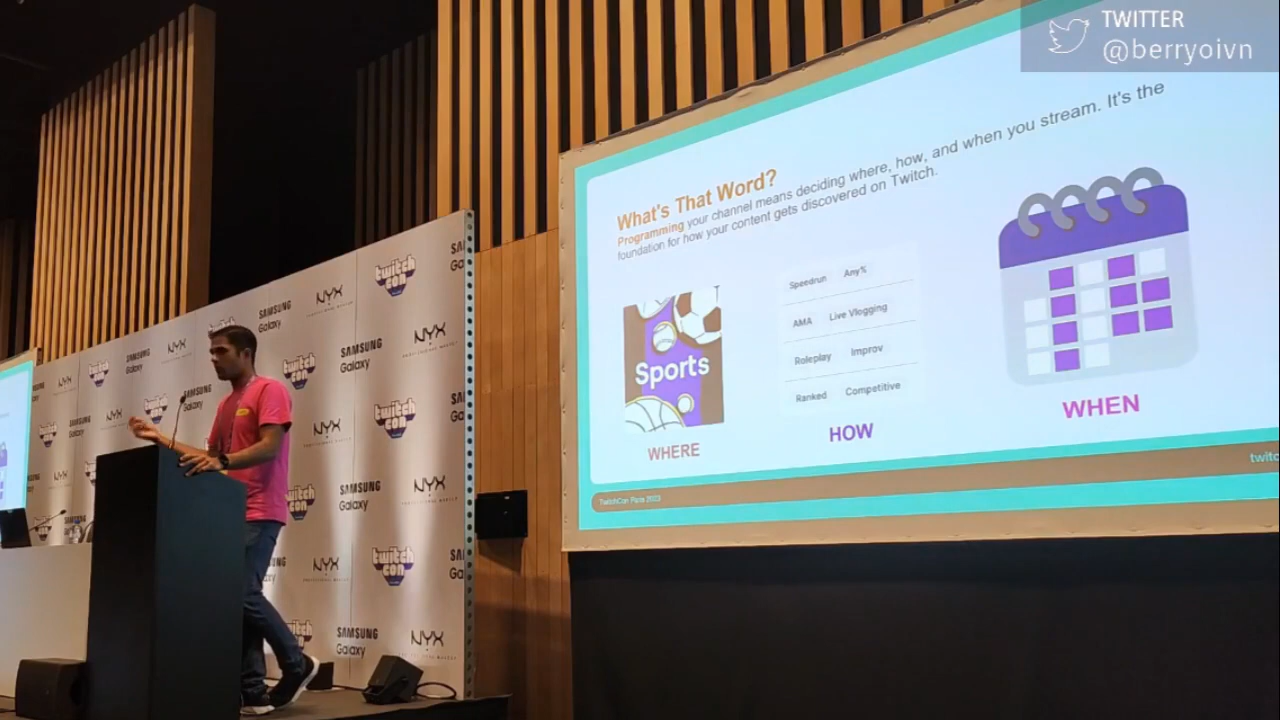 TWITTER
@berryoivn
What's That Word?
Programming your channel means deciding where, how, and when you stream. It's the
foundation for how your content gets discovered on Twitch.
Sports
Speedrun Any%
AMA Live Vlogging
Roleplay Improv
Ranked Competitive
WHERE
HOW
WHEN
TwitchCon Paris 2023
twitc
twitch
con
SAMSUNG
Galaxy
NYX